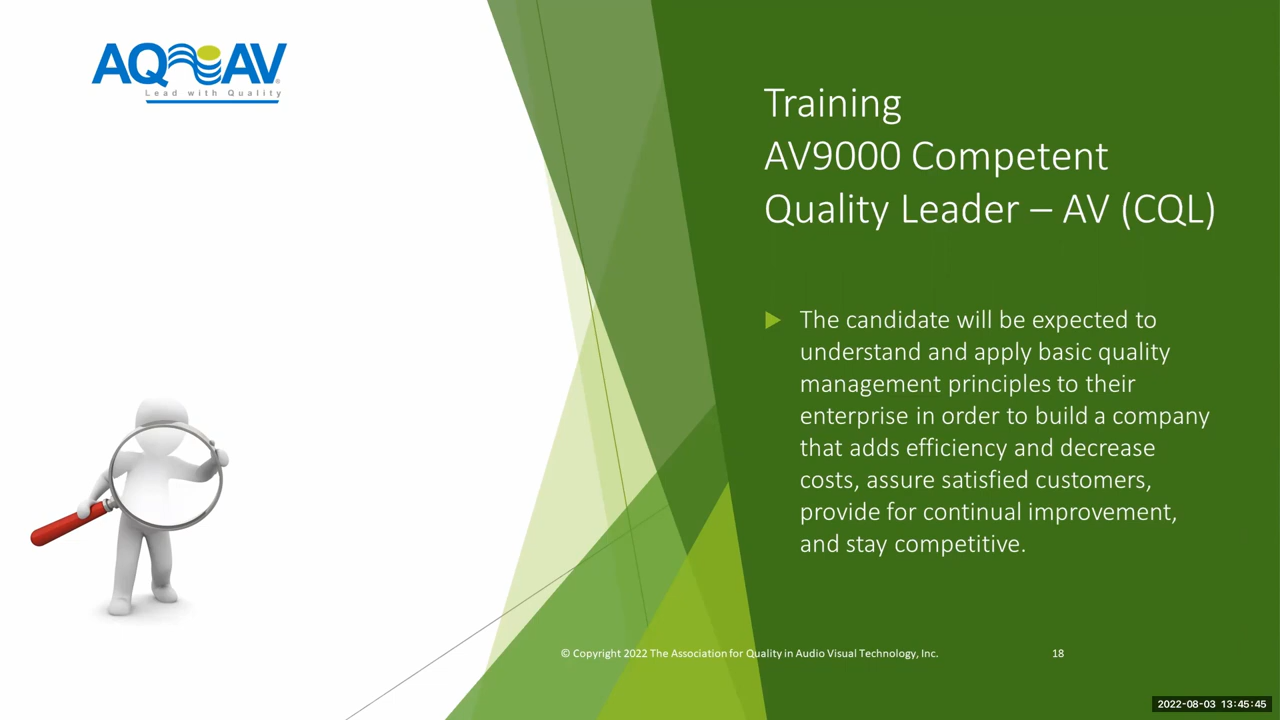 AQAV
Lead with Quality
Training
AV9000 Competent
Quality Leader – AV (CQL)
The candidate will be expected to
understand and apply basic quality
management principles to their
enterprise in order to build a company
that adds efficiency and decrease
costs, assure satisfied customers,
provide for continual improvement,
and stay competitive.
© Copyright 2022 The Association for Quality in Audio Visual Technology, Inc.
18
2022-08-03 13:45:45